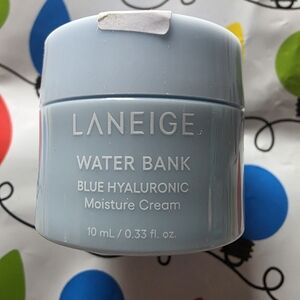 LANEIGE
WATER BANK
BLUE HYALURONIC
Moisture Cream
10 mL / 0.33 fl. oz.